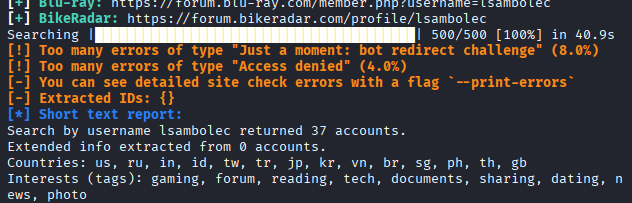 [+] Blu-ray: https://forum.blu-ray.com/member.php?username=lsambolec
[+] BikeRadar: https://forum.bikeradar.com/profile/lsambolec
Searching |████████████████████████████████████████| 500/500 [100%] in 40.9s
[!] Too many errors of type "Just a moment: bot redirect challenge" (8.0%)
[!] Too many errors of type "Access denied" (4.0%)
[-] You can see detailed site check errors with a flag `--print-errors`
[-] Extracted IDs: {}
[*] Short text report:
Search by username lsambolec returned 37 accounts.
Extended info extracted from 0 accounts.
Countries: us, ru, in, id, tw, tr, jp, kr, vn, br, sg, ph, th, gb
Interests (tags): gaming, forum, reading, tech, documents, sharing, dating, n
ews, photo